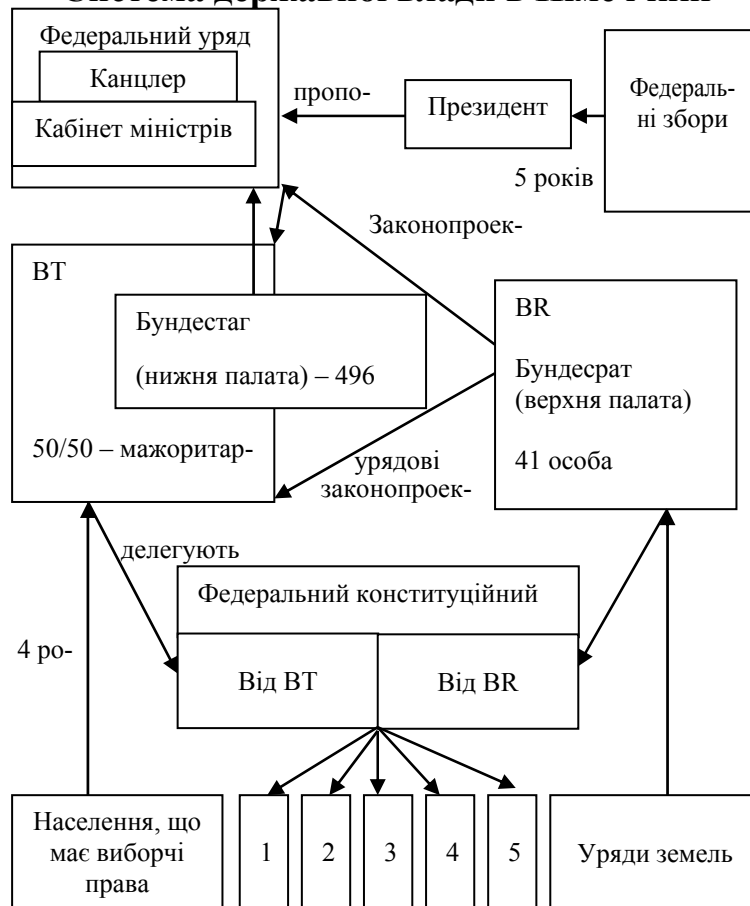 Федеральний уряд
Канцлер
Кабінет міністрів
пропо-
Президент
Федераль-
ні збори
5 років
Законопроек-
BT
Бундестаг
(нижня палата) – 496
50/50 – мажоритар-
BR
Бундесрат
(верхня палата)
41 особа
урядові
законопроек-
делегують
Федеральний конституційний
4 ро-
Від BT
Від BR
Населення, що
має виборчі
права
1
2
3
4
5
Уряди земель